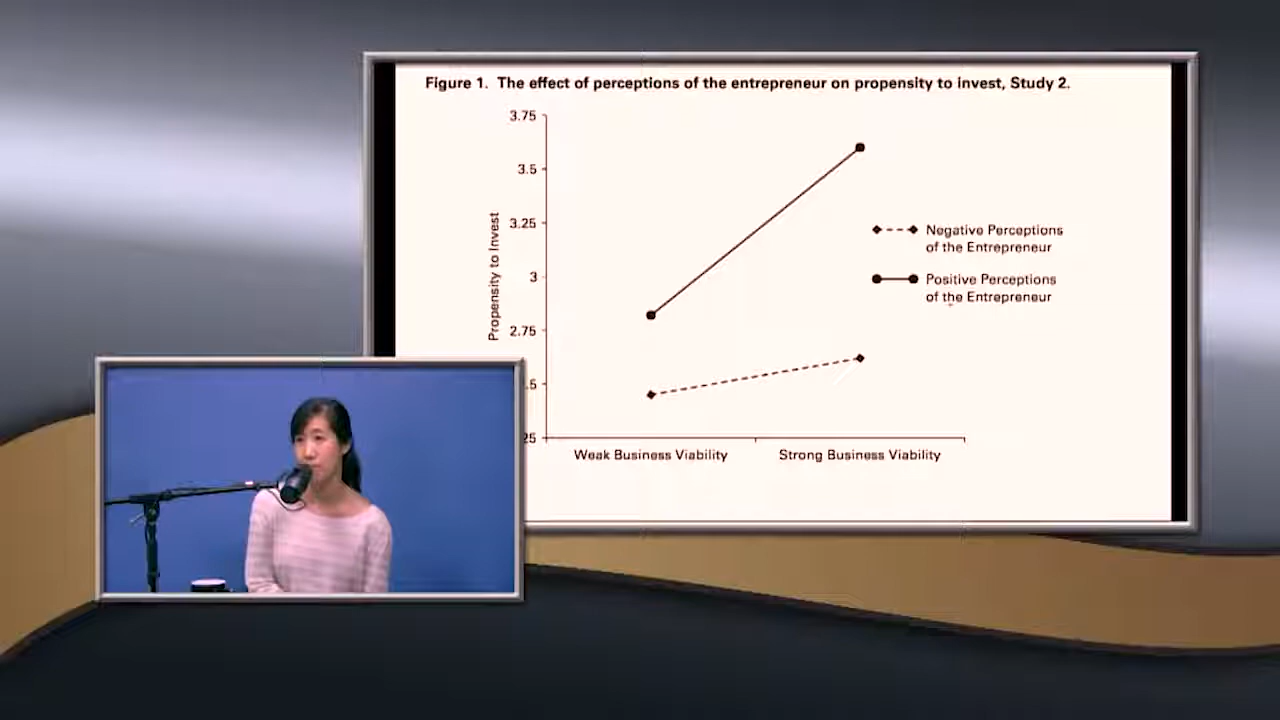 Figure 1. The effect of perceptions of the entrepreneur on propensity to invest, Study 2.
3.75
3.5
3.25
3
2.75
.5
25
Propensity to Invest
Weak Business Viability
Strong Business Viability
Negative Perceptions
of the Entrepreneur
Positive Perceptions
of the Entrepreneur